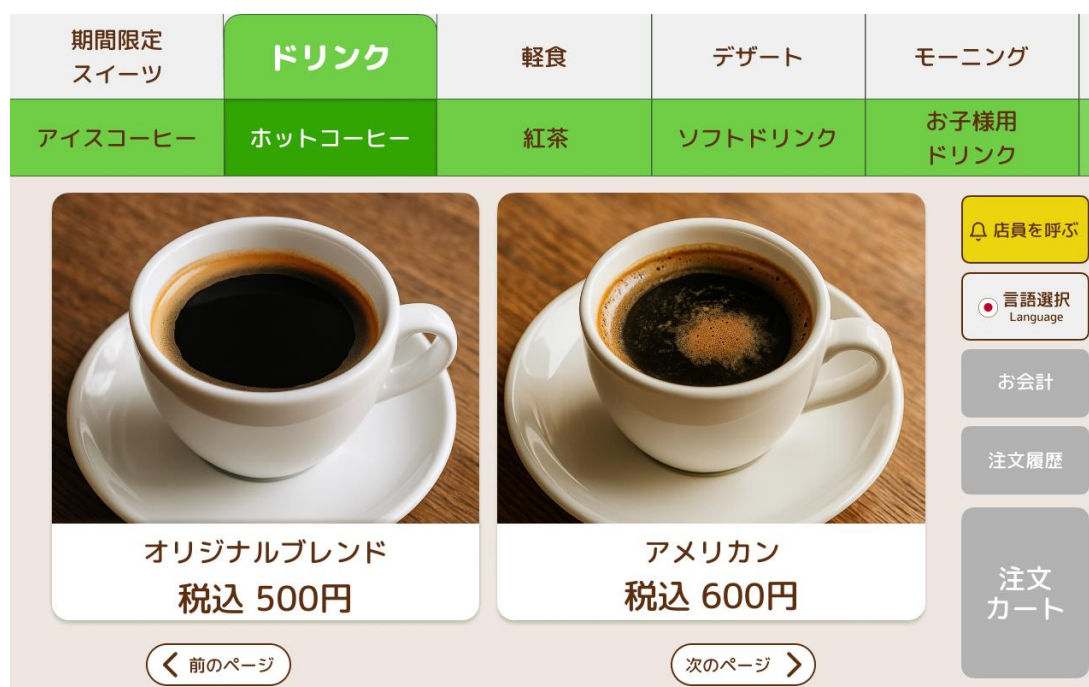 期間限定
スイーツ
ドリンク
軽食
デザート
モーニング
アイスコーヒー
ホットコーヒー
紅茶
ソフトドリンク
お子様用
ドリンク
店員を呼ぶ
言語選択
Language
お会計
注文履歴
注文
カート
オリジナルブレンド
税込 500円
アメリカン
税込 600円
前のページ
次のページ